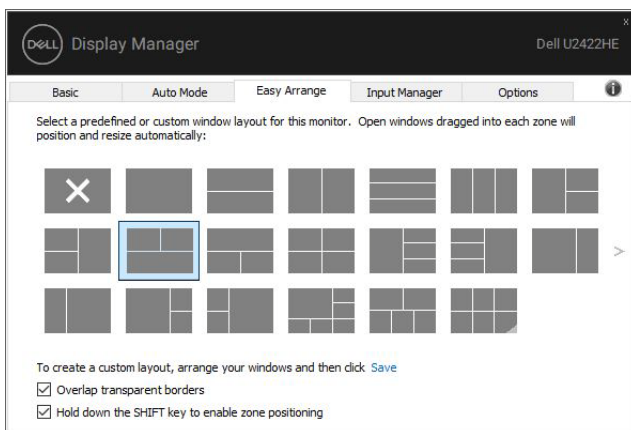 x
DELL Display Manager Dell U2422HE
Basic Auto Mode Easy Arrange Input Manager Options
Select a predefined or custom window layout for this monitor. Open windows dragged into each zone will
position and resize automatically:
To create a custom layout, arrange your windows and then click Save
Overlap transparent borders
Hold down the SHIFT key to enable zone positioning